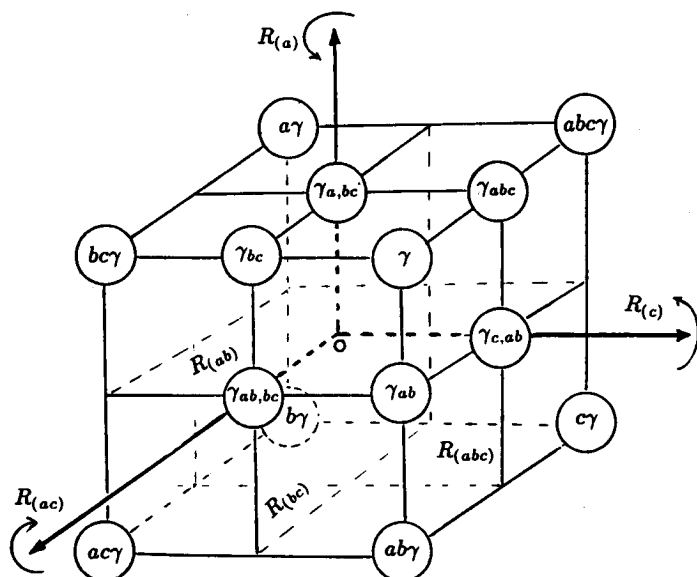 R(a)
aγ
abcγ
γa,bc
γabc
bcγ
γbc
γ
R(c)
R(ab)
O
γc,ab
γab,bc
γab
bγ
cγ
R(abc)
R(ac)
R(bc)
acγ
abγ